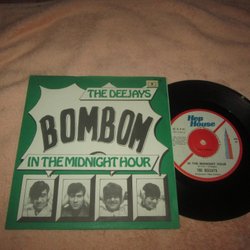 THE DEEJAYS
BOMBOM
IN THE MIDNIGHT HOUR
Hep
House
IN THE MIDNIGHT HOUR
THE DEEJAYS